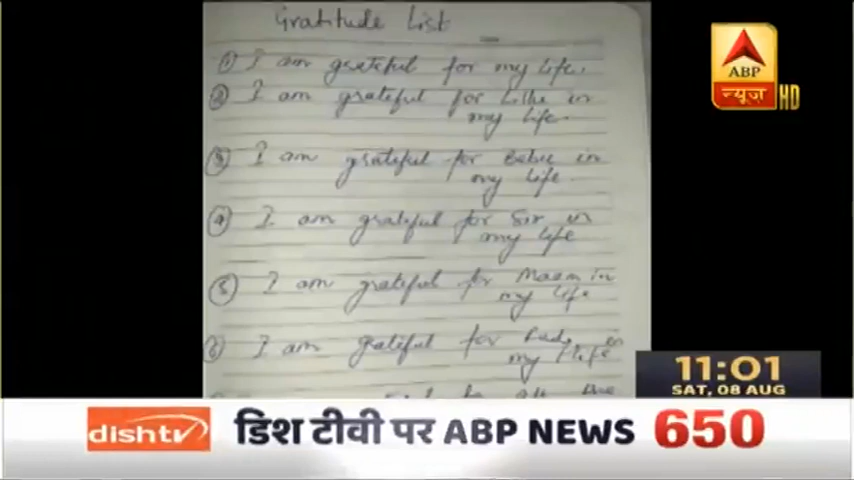 Gratitude List
① I am grateful for my life.
② I am grateful for Lillu in
my life.
③ I am grateful for Bebu in
my life.
④ I am grateful for Sir in
my life
⑤ I am grateful for Maam in
my life
⑥ I am grateful for in
my life
ABP
न्यूज़ HD
11:01
SAT, 08 AUG
dishtv डिश टीवी पर ABP NEWS 650